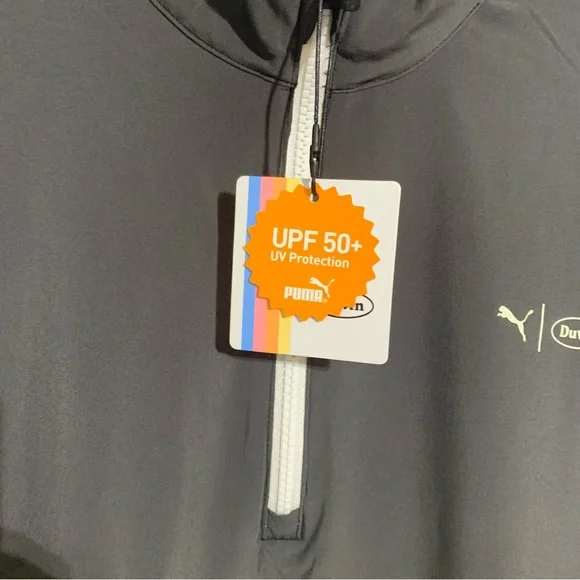 UPF 50+
UV Protection
PUMA